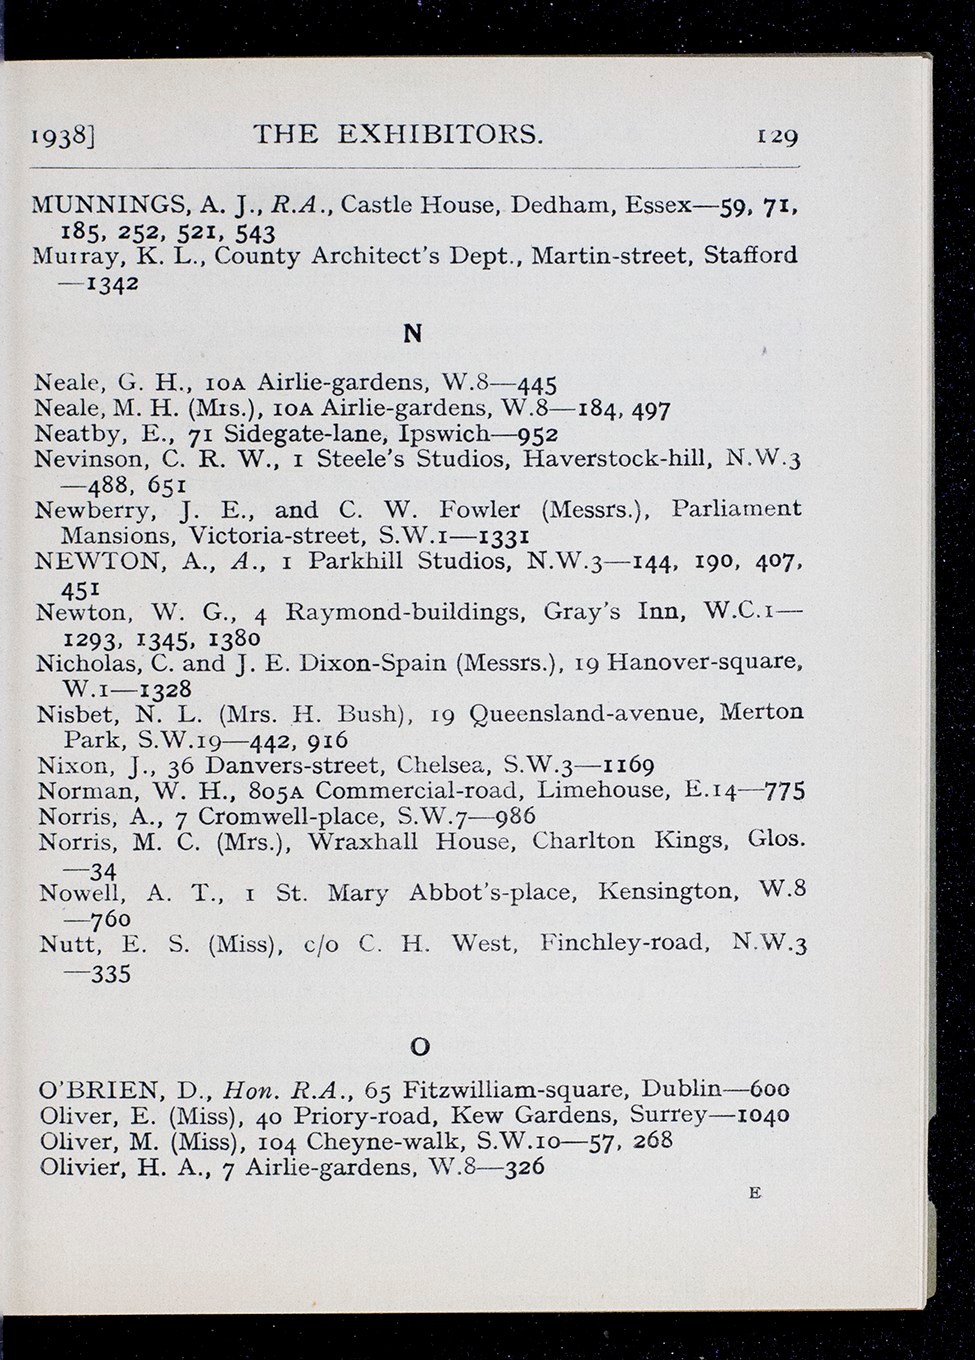 1938] THE EXHIBITORS. 129
MUNNINGS, A. J., R.A., Castle House, Dedham, Essex—59, 71,
185, 252, 521, 543
Murray, K. L., County Architect's Dept., Martin-street, Stafford
—1342
N
Neale, G. H., 10A Airlie-gardens, W.8—445
Neale, M. H. (Mrs.), 10A Airlie-gardens, W.8—184, 497
Neatby, E., 71 Sidegate-lane, Ipswich—952
Nevinson, C. R. W., 1 Steele's Studios, Haverstock-hill, N.W.3
—488, 651
Newberry, J. E., and C. W. Fowler (Messrs.), Parliament
Mansions, Victoria-street, S.W.1—1331
NEWTON, A., A., 1 Parkhill Studios, N.W.3—144, 190, 407,
451
Newton, W. G., 4 Raymond-buildings, Gray's Inn, W.C.1—
1293, 1345, 1380
Nicholas, C. and J. E. Dixon-Spain (Messrs.), 19 Hanover-square,
W.1—1328
Nisbet, N. L. (Mrs. H. Bush), 19 Queensland-avenue, Merton
Park, S.W.19—442, 916
Nixon, J., 36 Danvers-street, Chelsea, S.W.3—1169
Norman, W. H., 805A Commercial-road, Limehouse, E.14—775
Norris, A., 7 Cromwell-place, S.W.7—986
Norris, M. C. (Mrs.), Wraxhall House, Charlton Kings, Glos.
—34
Nowell, A. T., 1 St. Mary Abbot's-place, Kensington, W.8
—760
Nutt, E. S. (Miss), c/o C. H. West, Finchley-road, N.W.3
—335
O
O'BRIEN, D., Hon. R.A., 65 Fitzwilliam-square, Dublin—600
Oliver, E. (Miss), 40 Priory-road, Kew Gardens, Surrey—1040
Oliver, M. (Miss), 104 Cheyne-walk, S.W.10—57, 268
Olivier, H. A., 7 Airlie-gardens, W.8—326
E